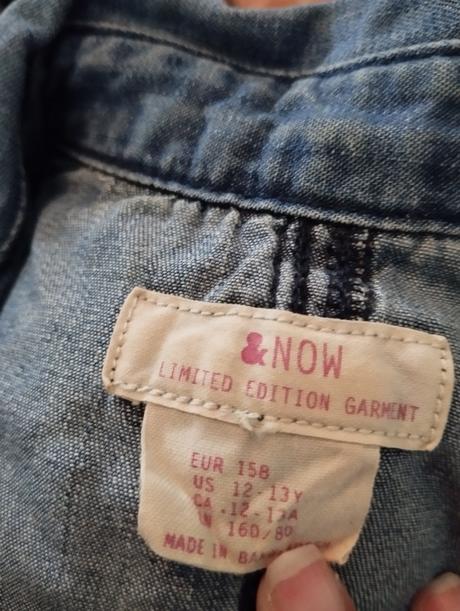 &NOW
LIMITED EDITION GARMENT
EUR 158
US 12-13Y
CA .12-13A
160/80
MADE IN